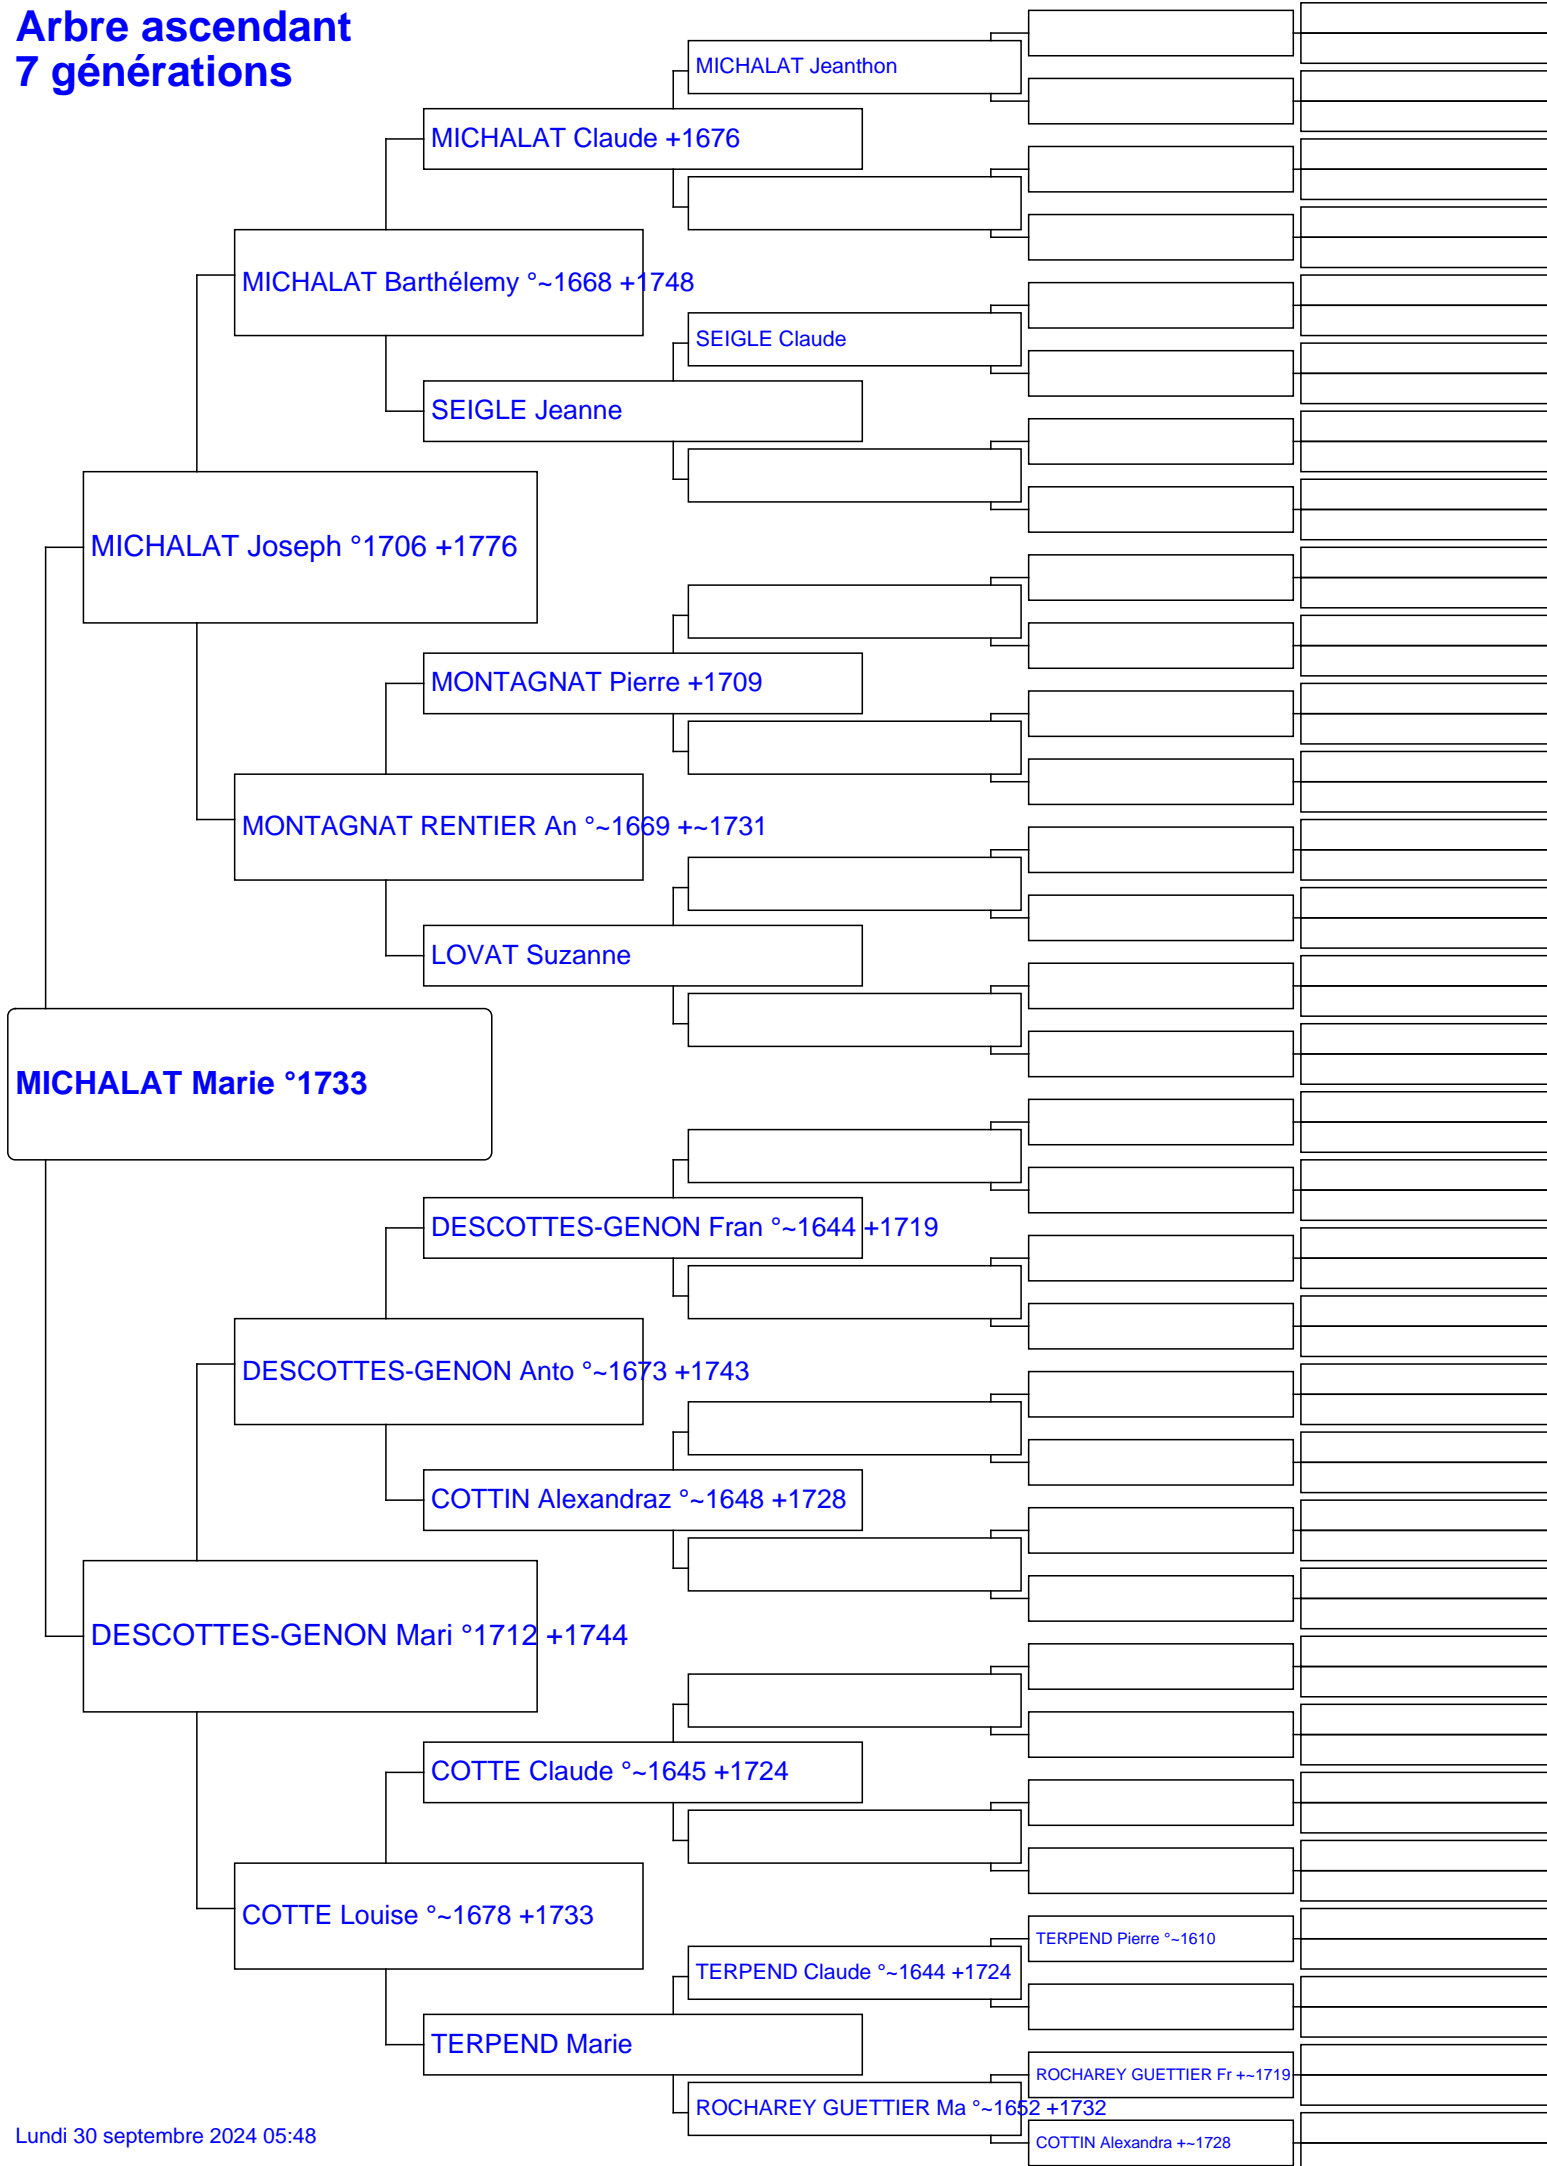 Arbre ascendant
7 générations
MICHALAT Jeanthon
MICHALAT Claude +1676
MICHALAT Barthélemy °~1668 +1748
SEIGLE Claude
SEIGLE Jeanne
MICHALAT Joseph °1706 +1776
MONTAGNAT Pierre +1709
MONTAGNAT RENTIER An °~1669 +~1731
LOVAT Suzanne
MICHALAT Marie °1733
DESCOTTES-GENON Fran °~1644 +1719
DESCOTTES-GENON Anto °~1673 +1743
COTTIN Alexandraz °~1648 +1728
DESCOTTES-GENON Mari °1712 +1744
COTTE Claude °~1645 +1724
COTTE Louise °~1678 +1733
TERPEND Pierre °~1610
TERPEND Claude °~1644 +1724
TERPEND Marie
ROCHAREY GUETTIER Fr +~1719
ROCHAREY GUETTIER Ma °~1652 +1732
COTTIN Alexandra +~1728
Lundi 30 septembre 2024 05:48